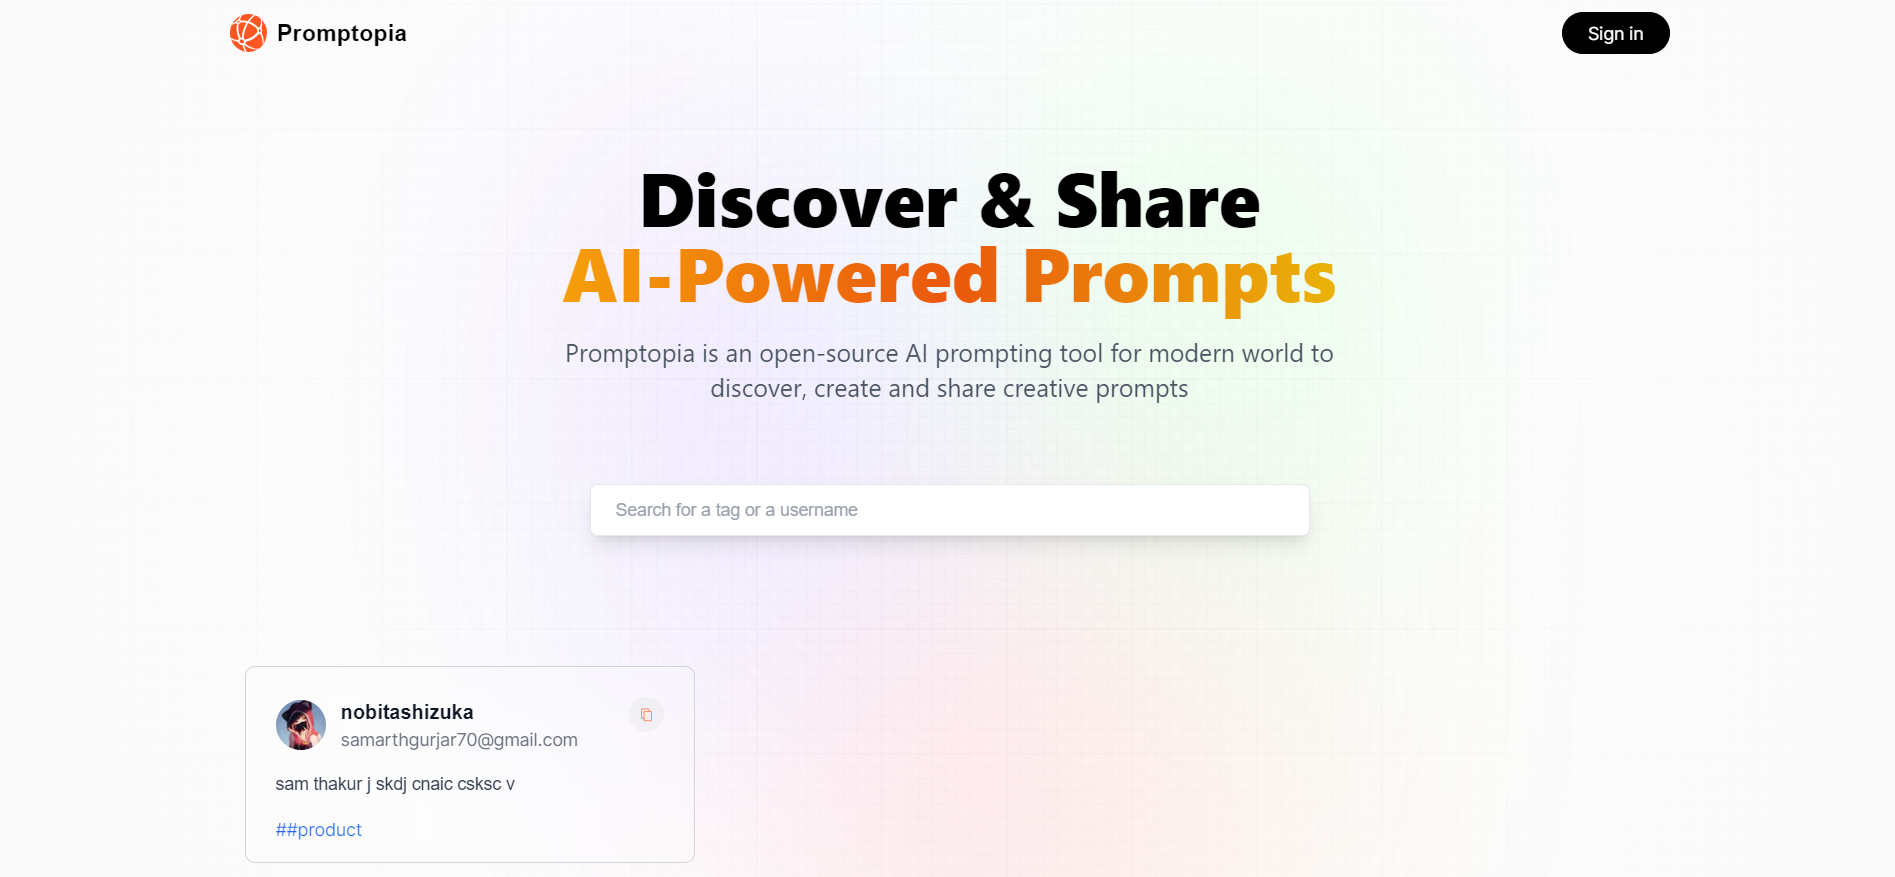 Promptopia
Sign in
Discover & Share
AI-Powered Prompts
Promptopia is an open-source AI prompting tool for modern world to
discover, create and share creative prompts
Search for a tag or a username
nobitashizuka
samarthgurjar70@gmail.com
sam thakur j skdj cnaic csksc v
##product